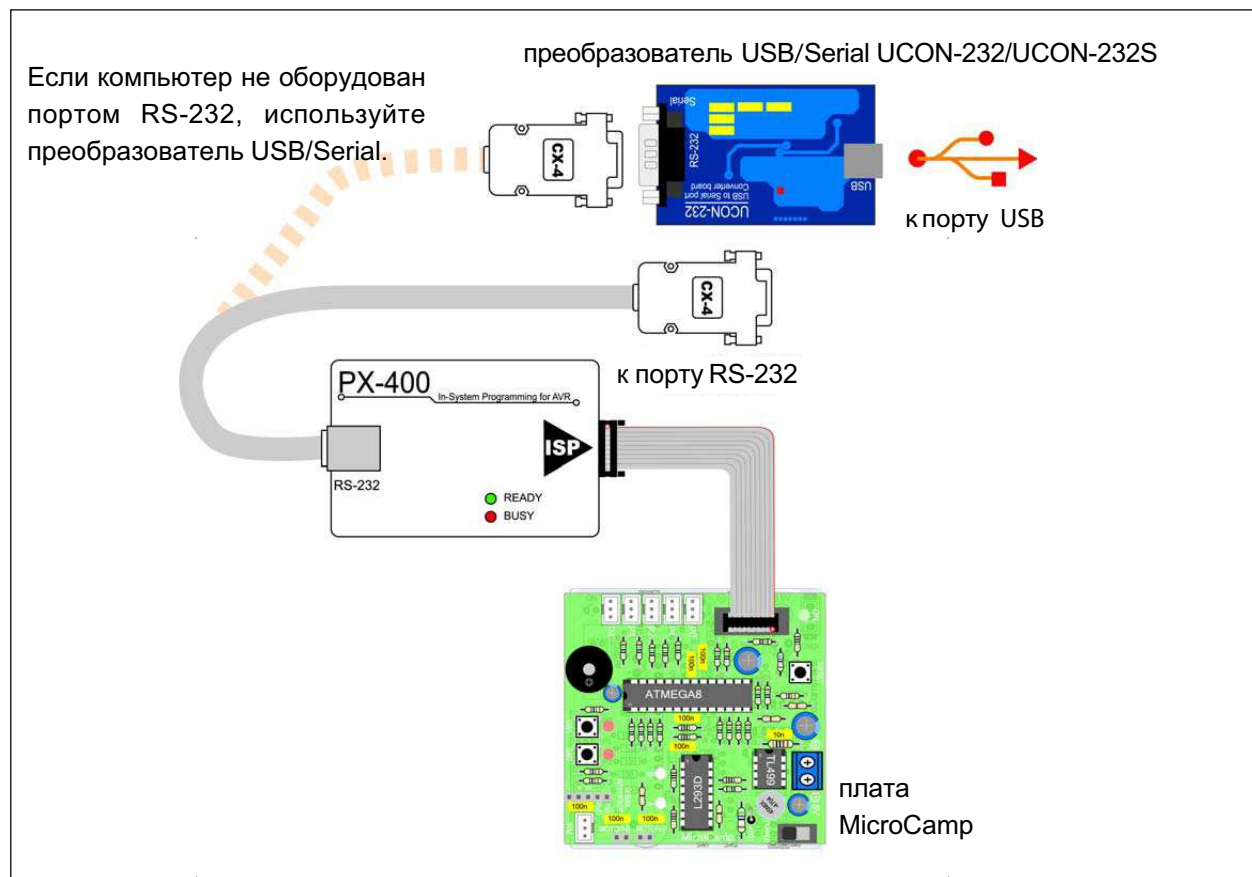 преобразователь USB/Serial UCON-232/UCON-232S
Если компьютер не оборудован
портом RS-232, используйте
преобразователь USB/Serial.
CX-4
Serial
RS-232
USB to Serial port
Converter board
UCON-232
USB
к порту USB
CX-4
к порту RS-232
PX-400
In-System Programming for AVR
ISP
RS-232
READY
BUSY
100n
100n
ATMEGA8
100n
100n
10n
L293D
TL499
100n
100n
100n
MicroCamp
плата
MicroCamp